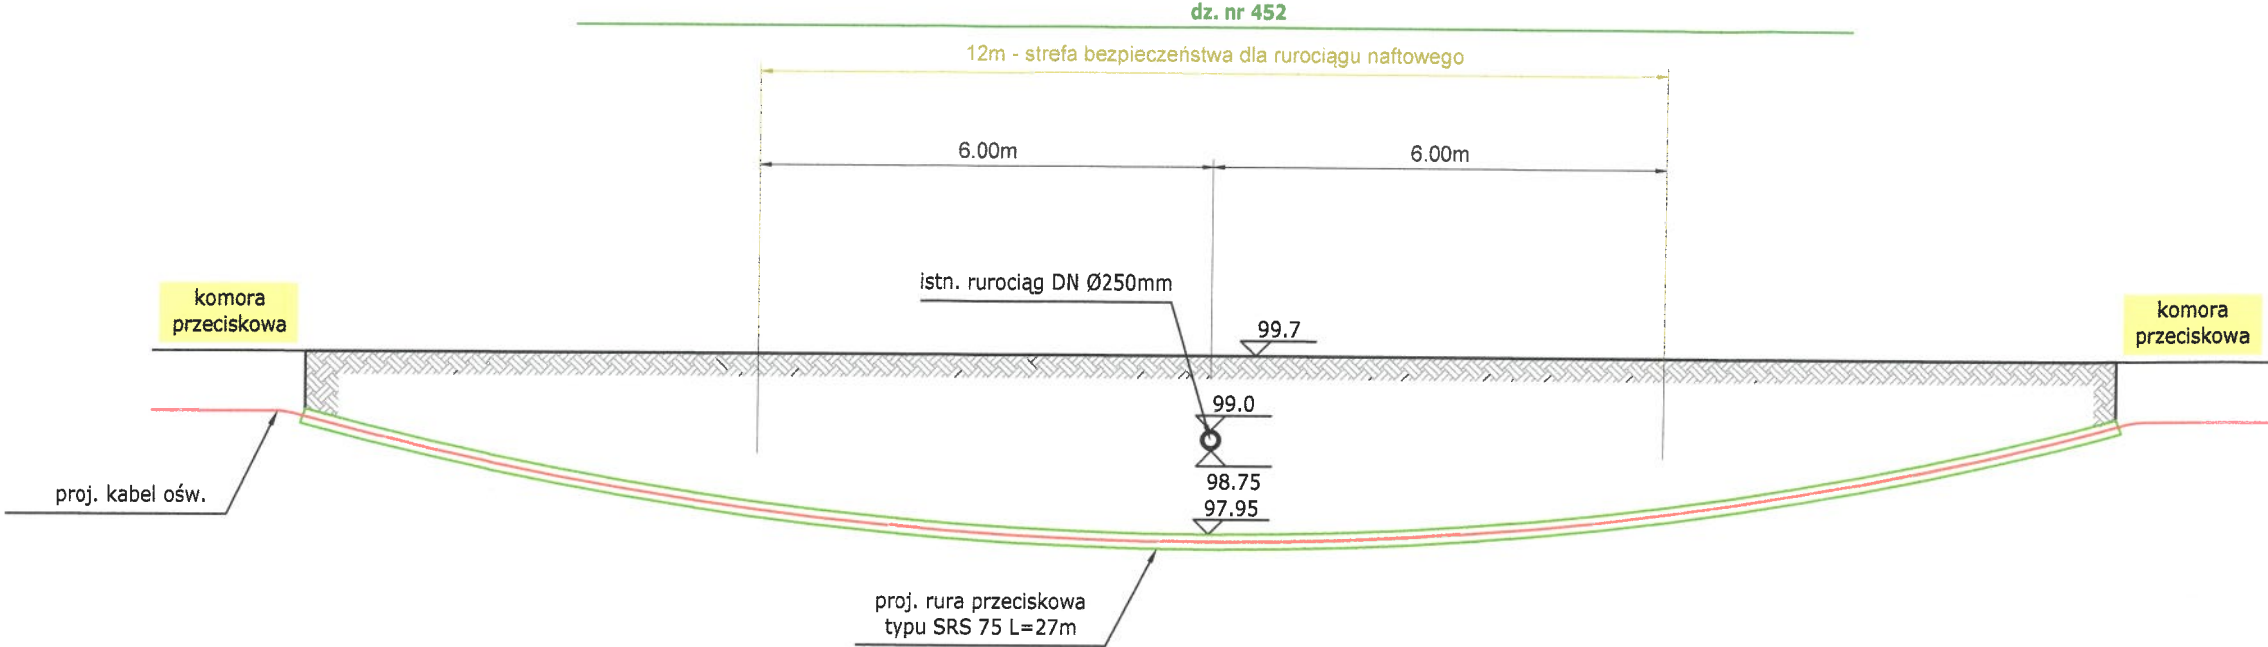 dz. nr 452
12m - strefa bezpieczeństwa dla rurociągu naftowego
6.00m
6.00m
istn. rurociąg DN Ø250mm
komora
przeciskowa
komora
przeciskowa
99.7
99.0
98.75
97.95
proj. kabel ośw.
proj. rura przeciskowa
typu SRS 75 L=27m